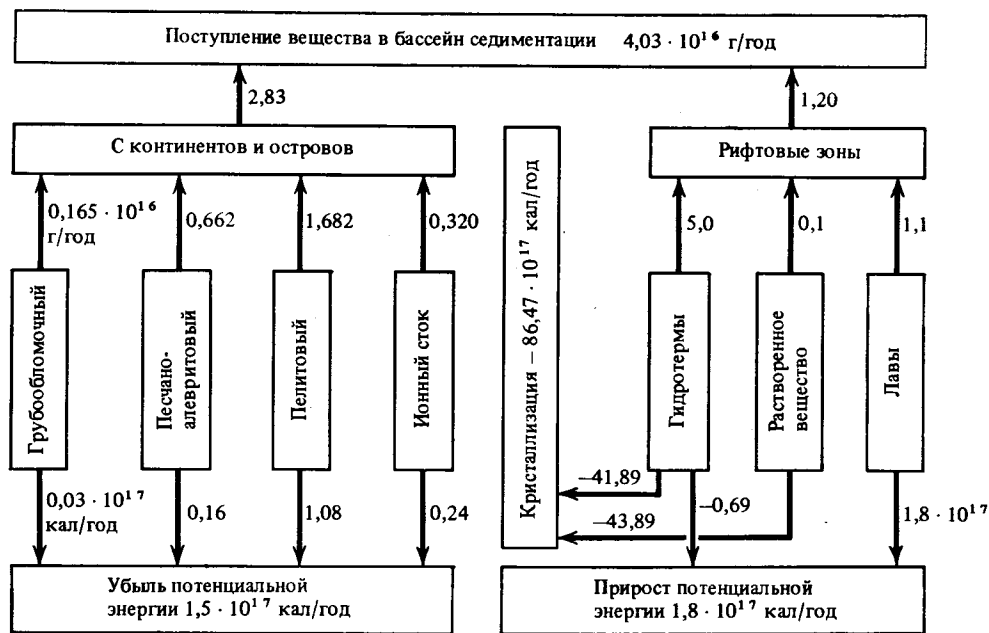 Поступление вещества в бассейн седиментации 4,03 · 10¹⁶ г/год
2,83
1,20
С континентов и островов
Рифтовые зоны
0,165 · 10¹⁶
г/год
0,662
1,682
0,320
5,0
0,1
1,1
Грубообломочный
Песчано-
алевритовый
Пелитовый
Ионный сток
Кристаллизация – 86,47 · 10¹⁷ кал/год
Гидротермы
Растворенное
вещество
Лавы
0,03 · 10¹⁷
кал/год
0,16
1,08
0,24
–41,89
–43,89
–0,69
1,8 · 10¹⁷
Убыль потенциальной
энергии 1,5 · 10¹⁷ кал/год
Прирост потенциальной
энергии 1,8 · 10¹⁷ кал/год